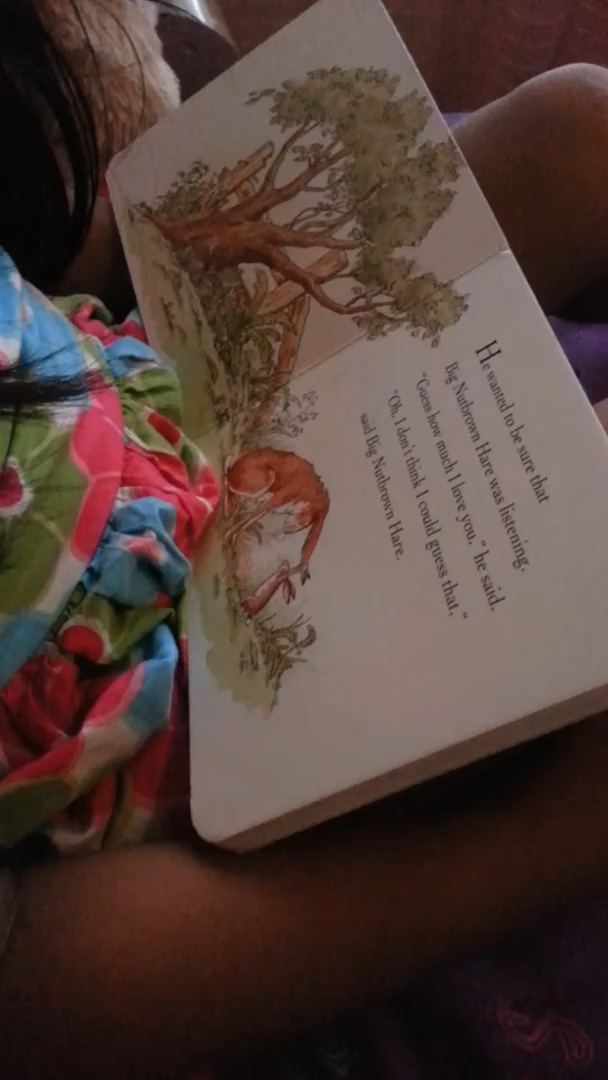 He wanted to be sure that
Big Nutbrown Hare was listening.
"Guess how much I love you," he said.
"Oh, I don't think I could guess that,"
said Big Nutbrown Hare.